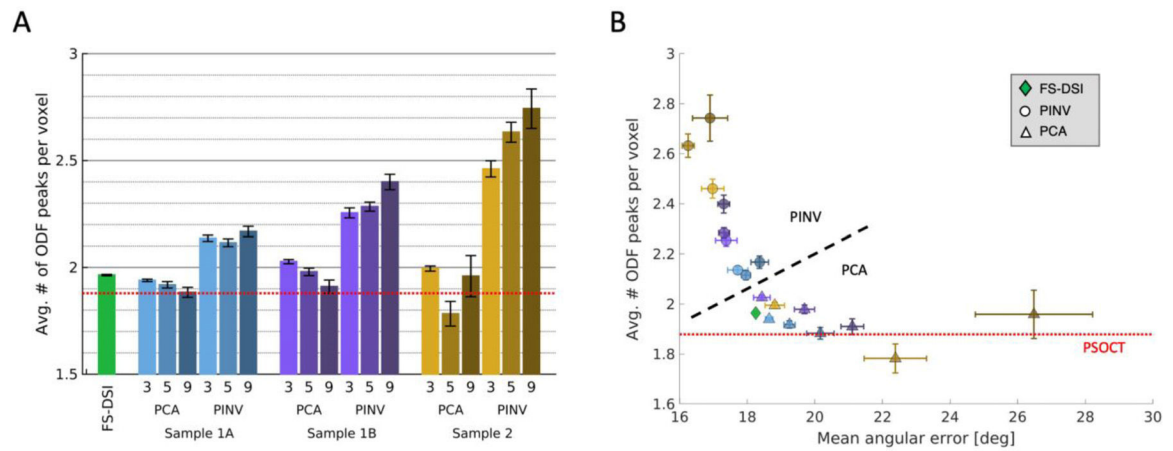 A
Avg. # of ODF peaks per voxel
3
2.5
2
1.5
FS-DSI
3 5 9 3 5 9 3 5 9 3 5 9 3 5 9 3 5 9
PCA PINV PCA PINV PCA PINV
Sample 1A Sample 1B Sample 2
B
Avg. # ODF peaks per voxel
3
2.8
2.6
2.4
2.2
2
1.8
1.6
FS-DSI
PINV
PCA
PINV
PCA
PSOCT
16 18 20 22 24 26 28 30
Mean angular error [deg]